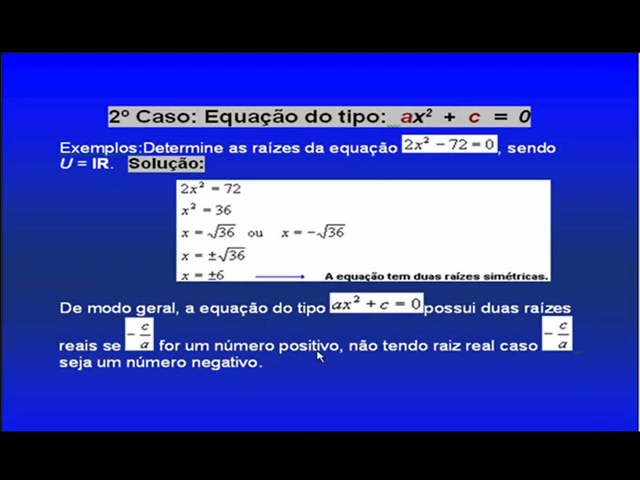 2º Caso: Equação do tipo: ax² + c = 0
Exemplos:Determine as raízes da equação 2x² − 72 = 0, sendo
U = IR. Solução:
2x² = 72
x² = 36
x = √36 ou x = −√36
x = ±√36
x = ±6 A equação tem duas raízes simétricas.
De modo geral, a equação do tipo ax² + c = 0 possui duas raízes
reais se − c/a for um número positivo, não tendo raiz real caso − c/a
seja um número negativo.